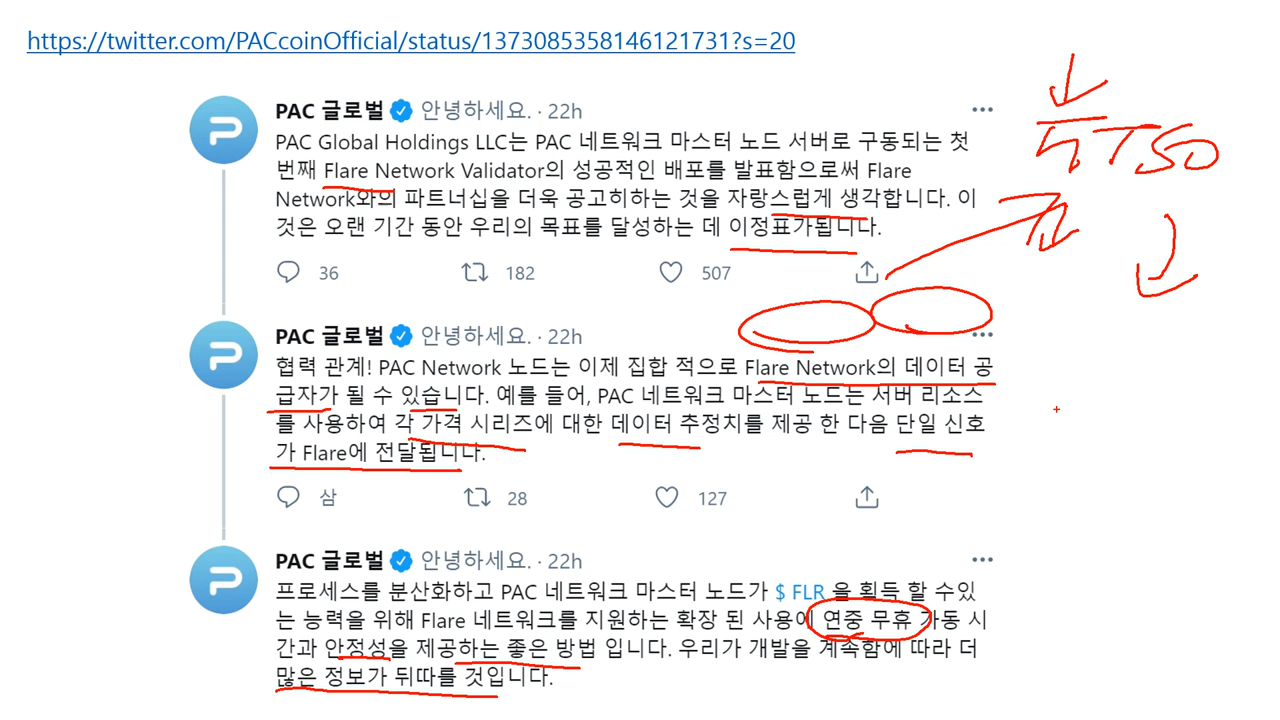 https://twitter.com/PACcoinOfficial/status/1373085358146121731?s=20
PAC 글로벌 안녕하세요. · 22h
PAC Global Holdings LLC는 PAC 네트워크 마스터 노드 서버로 구동되는 첫
번째 Flare Network Validator의 성공적인 배포를 발표함으로써 Flare
Network와의 파트너십을 더욱 공고히하는 것을 자랑스럽게 생각합니다. 이
것은 오랜 기간 동안 우리의 목표를 달성하는 데 이정표가됩니다.
36 182 507
PAC 글로벌 안녕하세요. · 22h
협력 관계! PAC Network 노드는 이제 집합 적으로 Flare Network의 데이터 공
급자가 될 수 있습니다. 예를 들어, PAC 네트워크 마스터 노드는 서버 리소스
를 사용하여 각 가격 시리즈에 대한 데이터 추정치를 제공 한 다음 단일 신호
가 Flare에 전달됩니다.
삼 28 127
PAC 글로벌 안녕하세요. · 22h
프로세스를 분산화하고 PAC 네트워크 마스터 노드가 $ FLR 을 획득 할 수있
는 능력을 위해 Flare 네트워크를 지원하는 확장 된 사용이 연중 무휴 가동 시
간과 안정성을 제공하는 좋은 방법 입니다. 우리가 개발을 계속함에 따라 더
많은 정보가 뒤따를 것입니다.